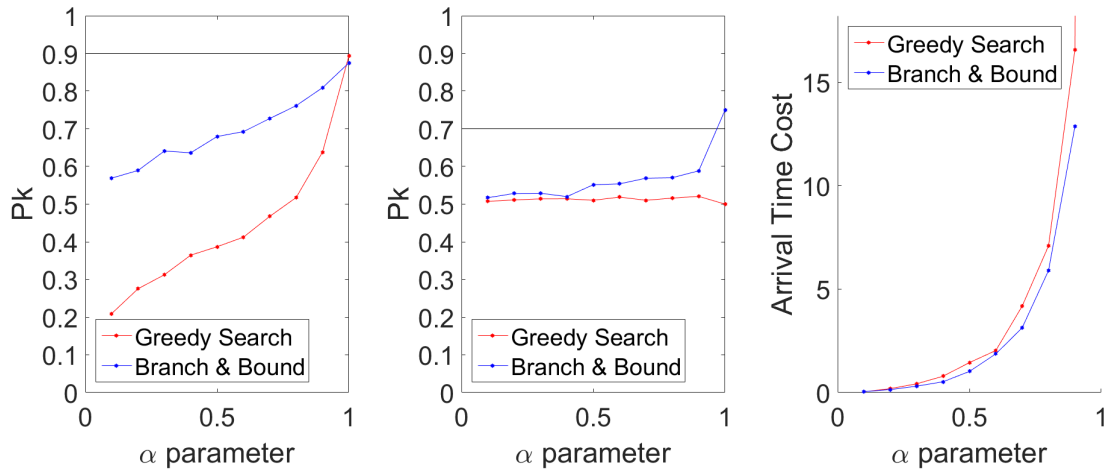 1
0.9
0.8
0.7
0.6
0.5
0.4
0.3
0.2
0.1
0
Pk
Greedy Search
Branch & Bound
0 0.5 1
α parameter
1
0.9
0.8
0.7
0.6
0.5
0.4
0.3
0.2
0.1
0
Pk
Greedy Search
Branch & Bound
0 0.5 1
α parameter
Greedy Search
Branch & Bound
15
10
5
0
Arrival Time Cost
0 0.5 1
α parameter